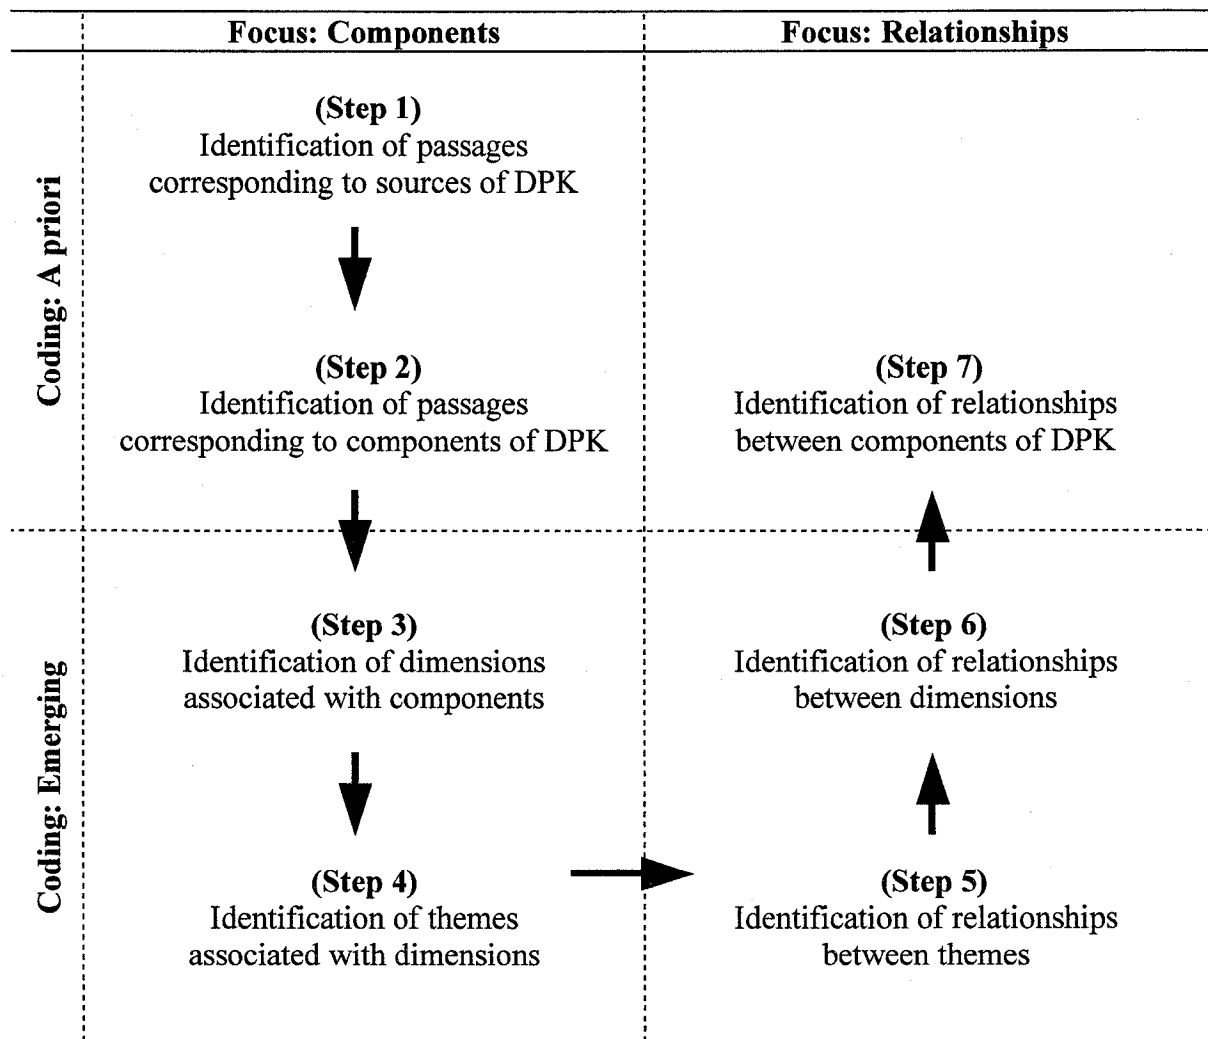 Focus: Components
Focus: Relationships
Coding: A priori
(Step 1)
Identification of passages
corresponding to sources of DPK
(Step 2)
Identification of passages
corresponding to components of DPK
(Step 7)
Identification of relationships
between components of DPK
Coding: Emerging
(Step 3)
Identification of dimensions
associated with components
(Step 6)
Identification of relationships
between dimensions
(Step 4)
Identification of themes
associated with dimensions
(Step 5)
Identification of relationships
between themes